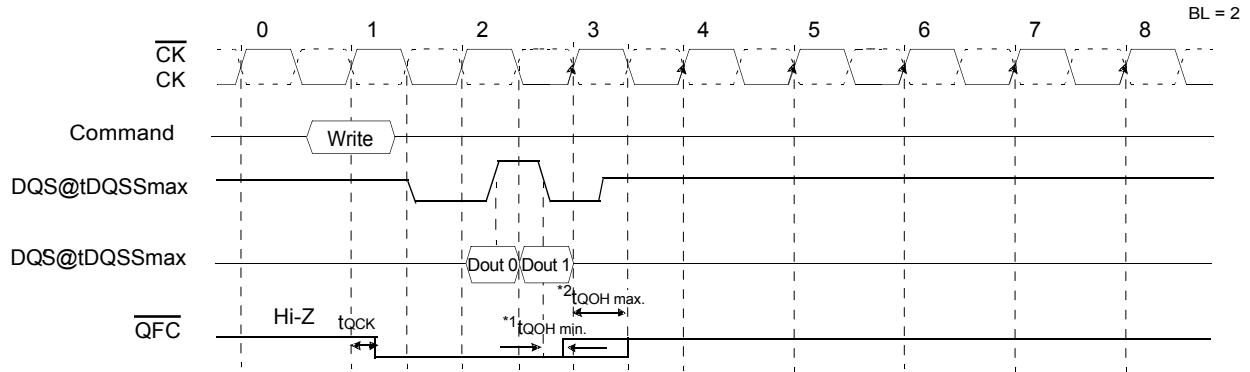 BL = 2
0 1 2 3 4 5 6 7 8
CK
CK
Command
Write
DQS@tDQSSmax
DQS@tDQSSmax
Dout 0 Dout 1
*2tQOH max.
Hi-Z tQCK *1tQOH min.
QFC